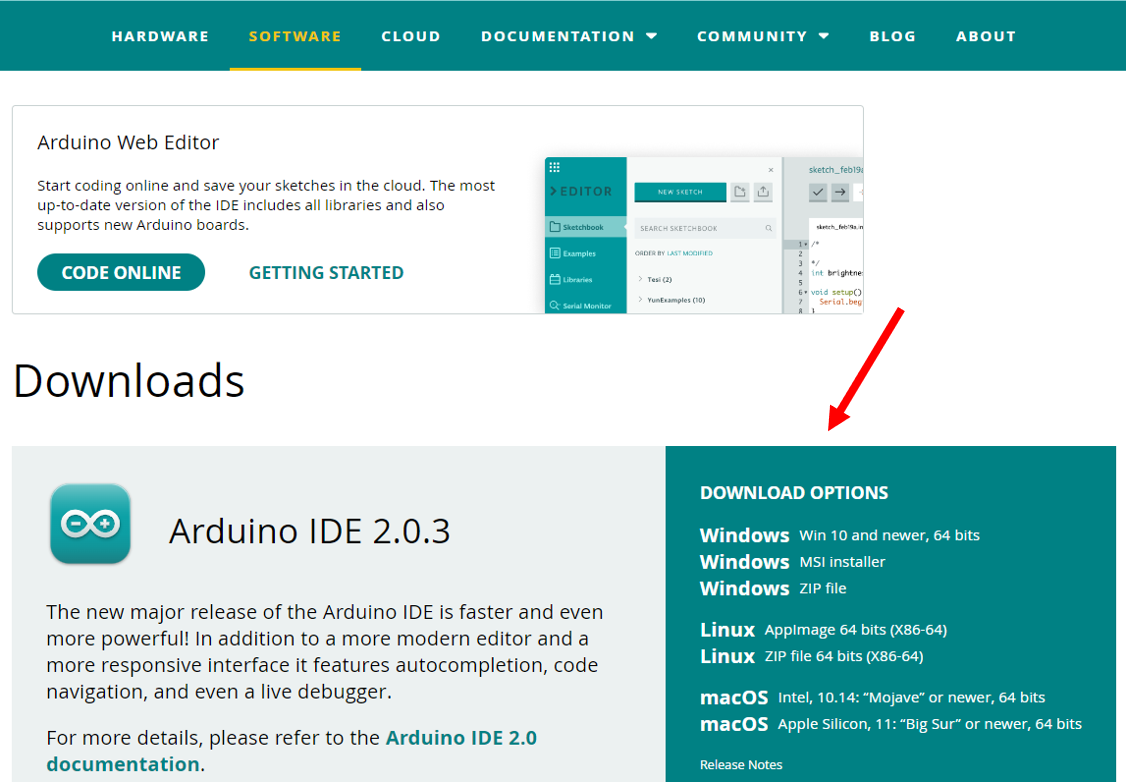 HARDWARE SOFTWARE CLOUD DOCUMENTATION COMMUNITY BLOG ABOUT
Arduino Web Editor
Start coding online and save your sketches in the cloud. The most
up-to-date version of the IDE includes all libraries and also
supports new Arduino boards.
CODE ONLINE GETTING STARTED
EDITOR
Sketchbook
Examples
Libraries
Serial Monitor
NEW SKETCH
SEARCH SKETCHBOOK
ORDER BY LAST MODIFIED
Tesi (2)
YunExamples (10)
sketch_feb19a
sketch_feb19a.in
1 /*
2
3 */
4 int brightne
5
6 void setup()
7 Serial.beg
8 }
Downloads
Arduino IDE 2.0.3
The new major release of the Arduino IDE is faster and even
more powerful! In addition to a more modern editor and a
more responsive interface it features autocompletion, code
navigation, and even a live debugger.
For more details, please refer to the Arduino IDE 2.0
documentation.
DOWNLOAD OPTIONS
Windows Win 10 and newer, 64 bits
Windows MSI installer
Windows ZIP file
Linux AppImage 64 bits (X86-64)
Linux ZIP file 64 bits (X86-64)
macOS Intel, 10.14: “Mojave” or newer, 64 bits
macOS Apple Silicon, 11: “Big Sur” or newer, 64 bits
Release Notes